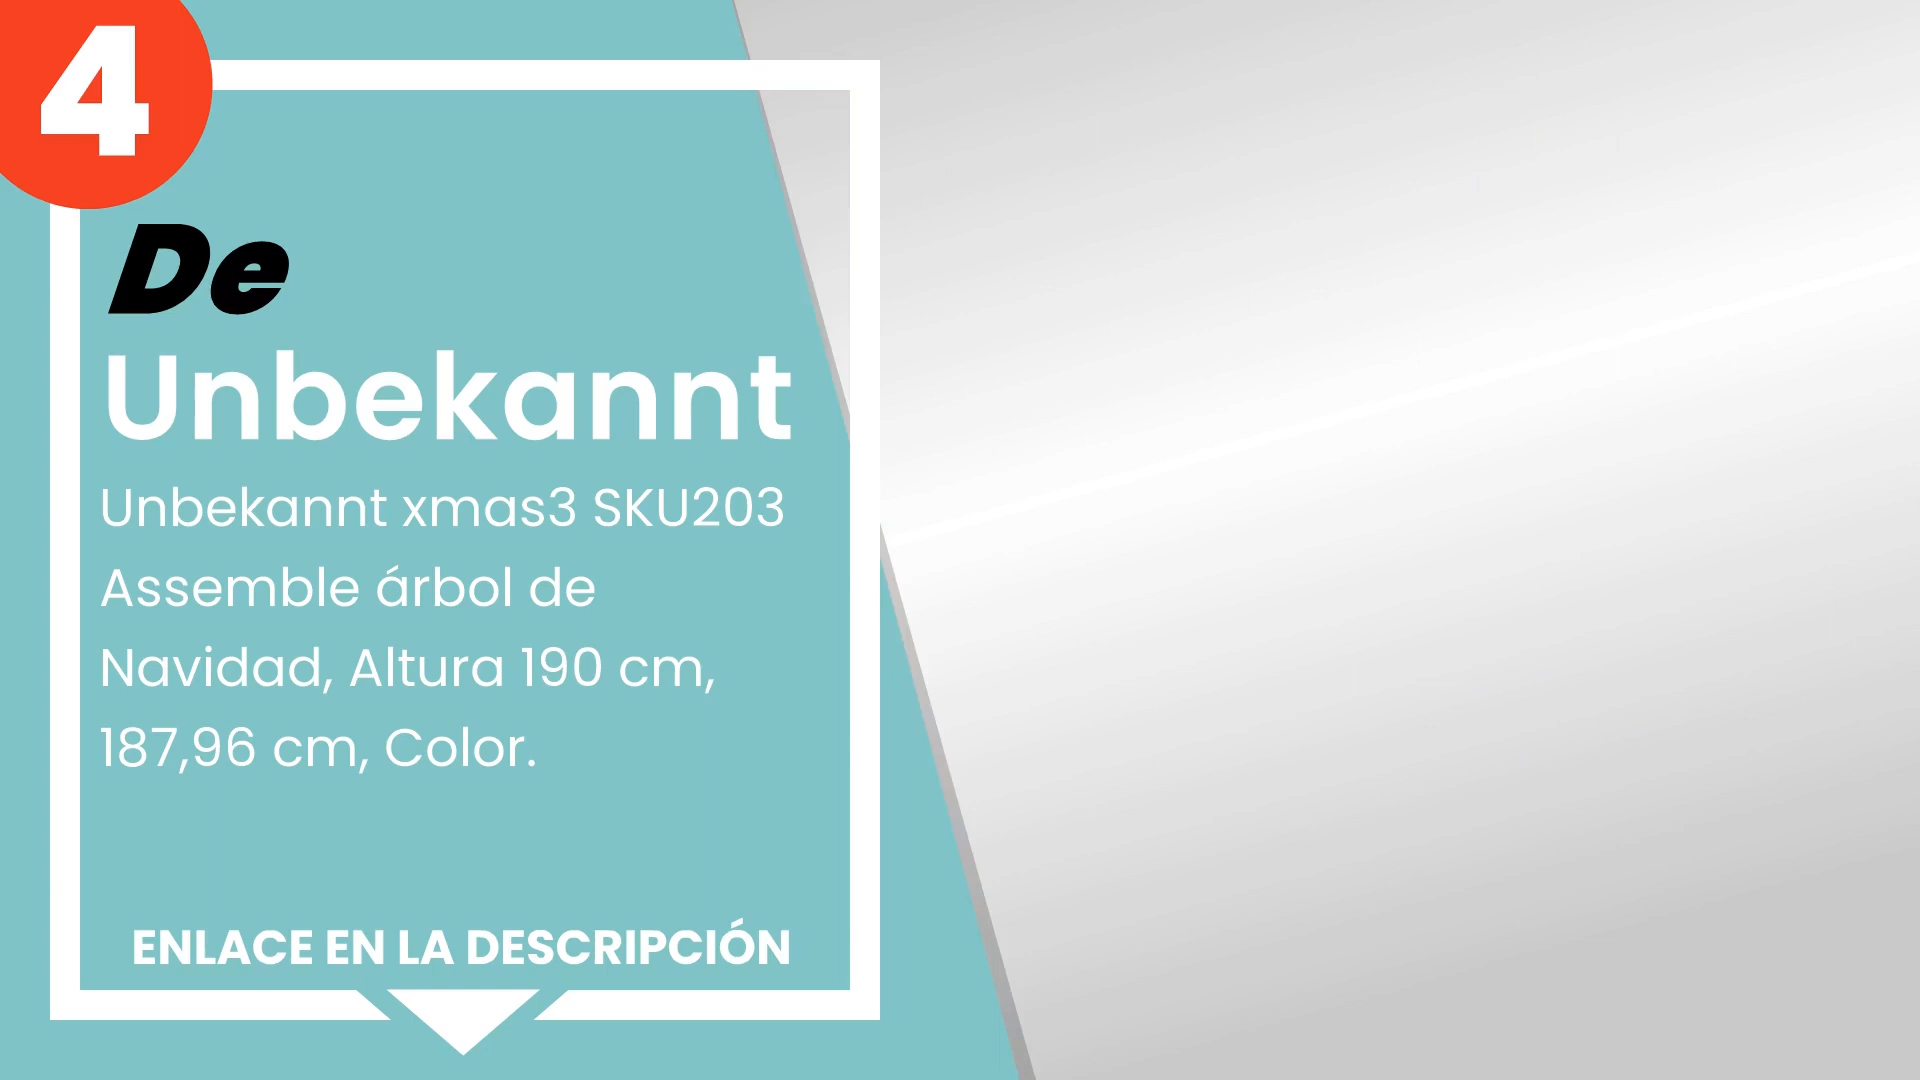 4
De
Unbekannt
Unbekannt xmas3 SKU203
Assemble árbol de
Navidad, Altura 190 cm,
187,96 cm, Color.
ENLACE EN LA DESCRIPCIÓN